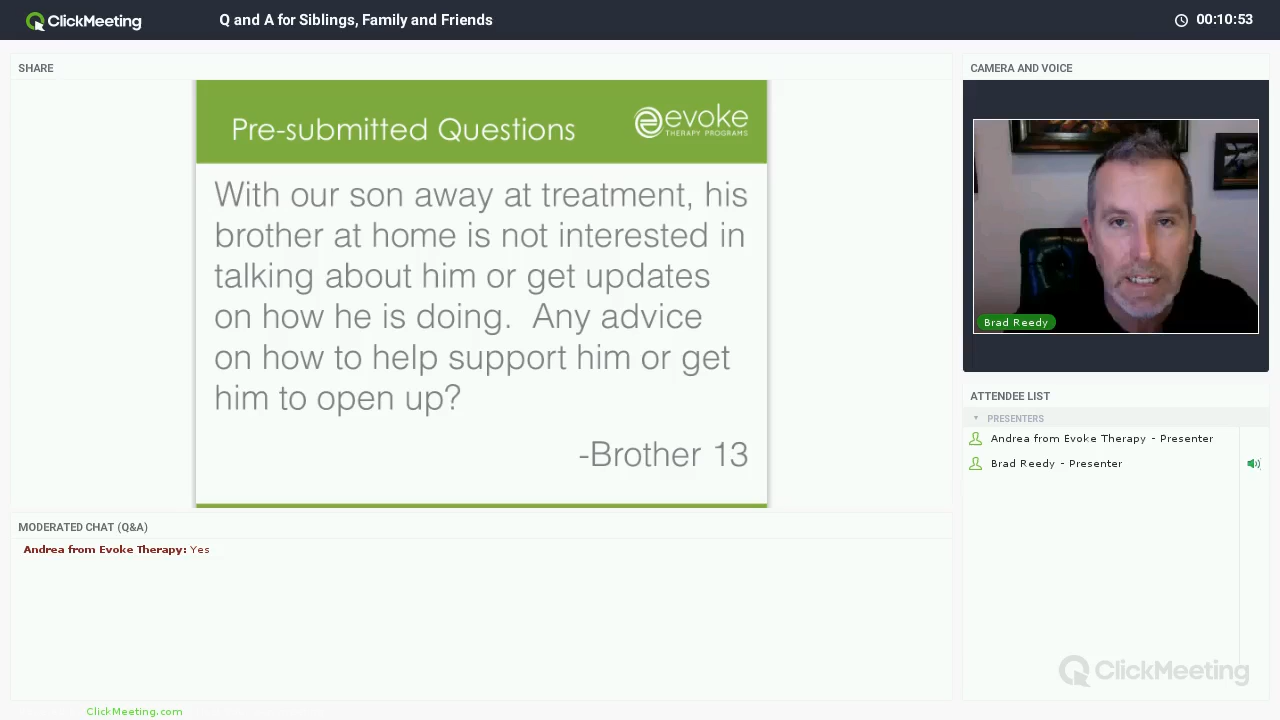 ClickMeeting
Q and A for Siblings, Family and Friends
00:10:53
SHARE
Pre-submitted Questions
evoke
THERAPY PROGRAMS
With our son away at treatment, his
brother at home is not interested in
talking about him or get updates
on how he is doing.  Any advice
on how to help support him or get
him to open up?
-Brother 13
CAMERA AND VOICE
Brad Reedy
ATTENDEE LIST
PRESENTERS
Andrea from Evoke Therapy - Presenter
Brad Reedy - Presenter
MODERATED CHAT (Q&A)
Andrea from Evoke Therapy: Yes
ClickMeeting
ClickMeeting.com